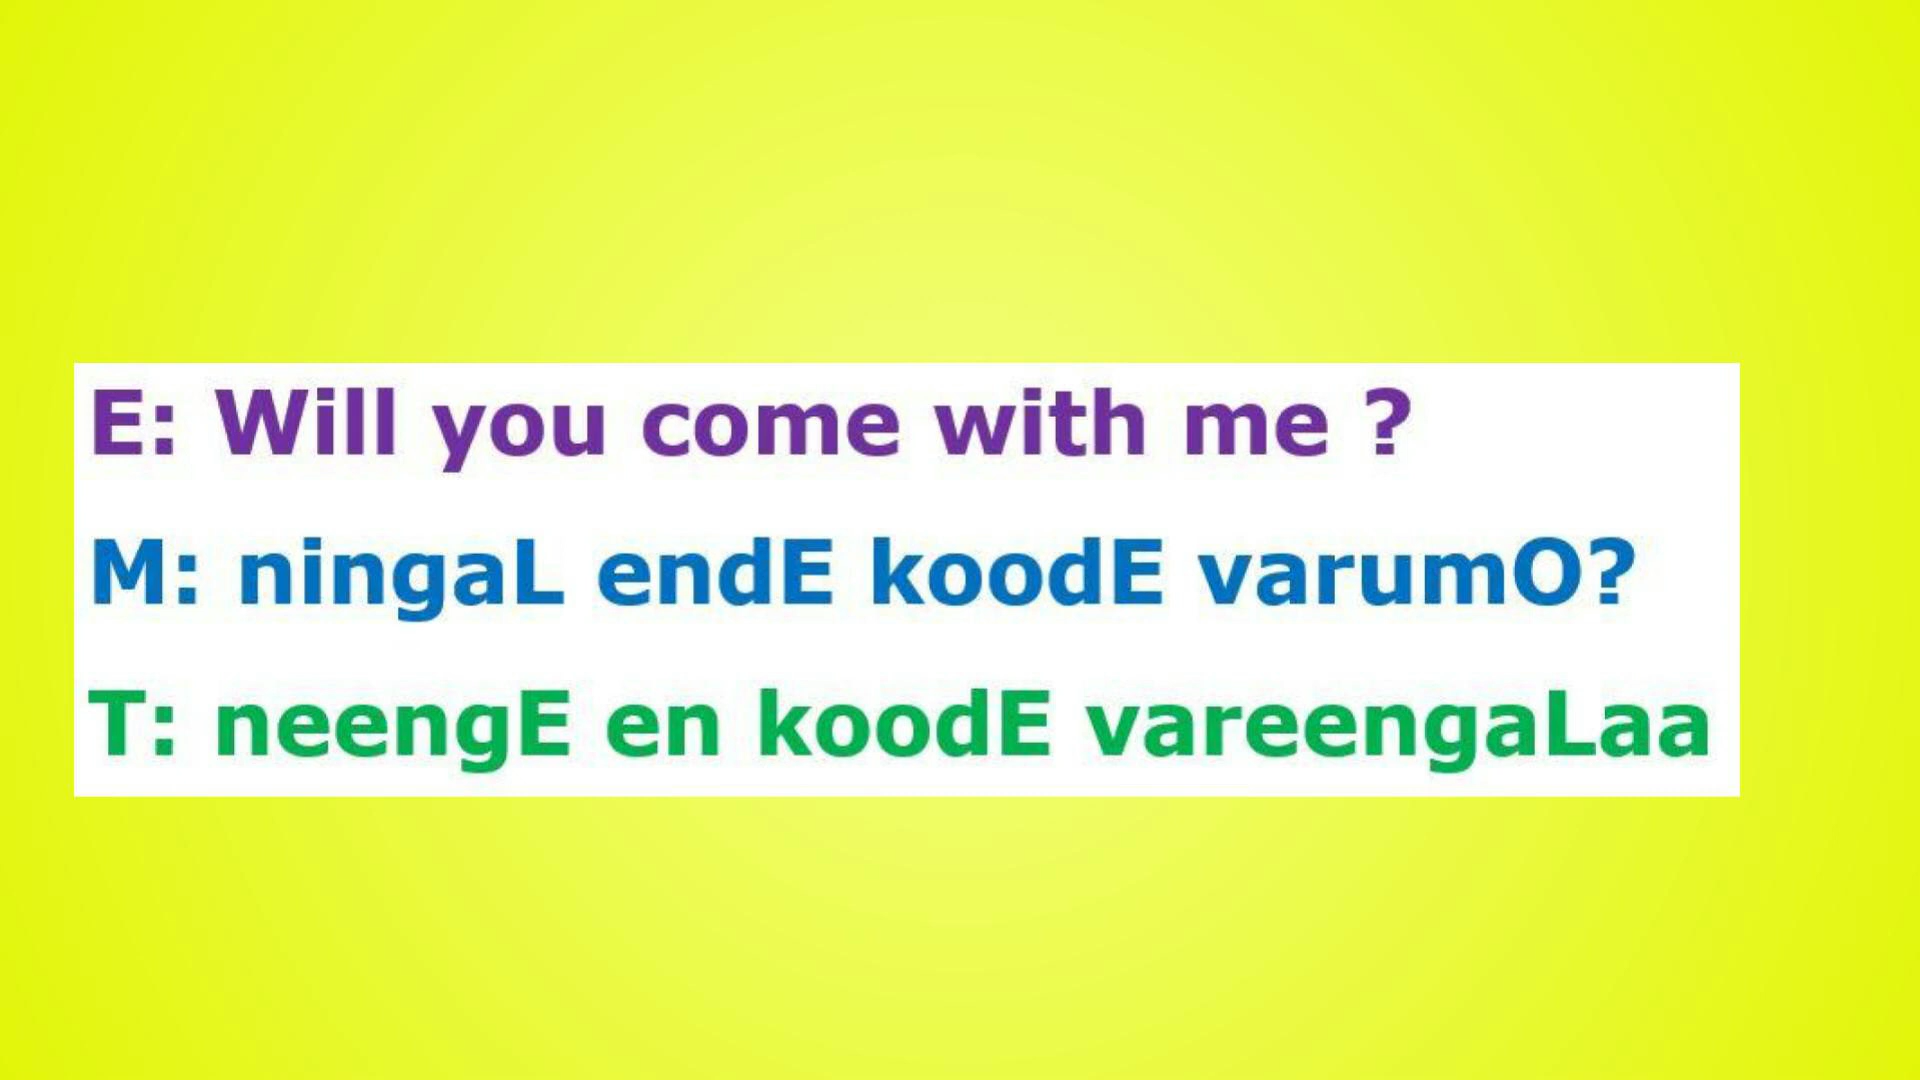 E: Will you come with me ?
M: ningaL endE koodE varumO?
T: neengE en koodE vareengaLaa